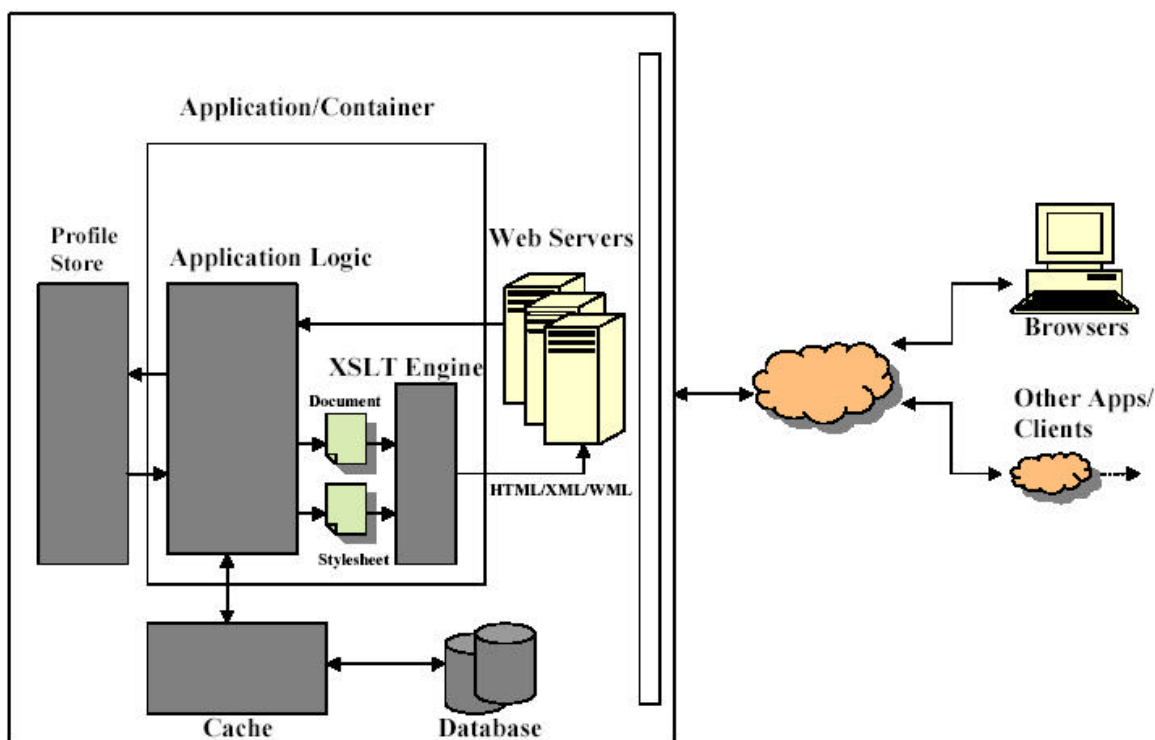 Application/Container
Profile
Store
Application Logic
Web Servers
XSLT Engine
Document
Stylesheet
HTML/XML/WML
Browsers
Other Apps/
Clients
Cache
Database